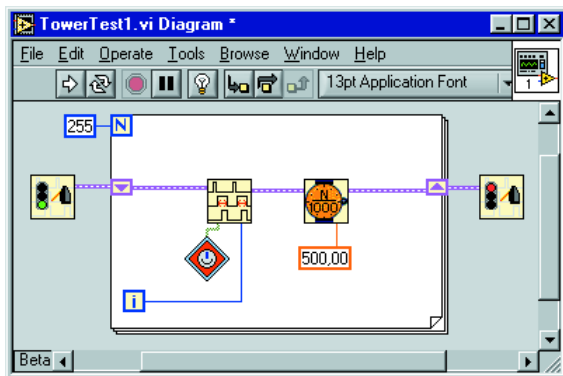 TowerTest1.vi Diagram *
File Edit Operate Tools Browse Window Help
13pt Application Font
1
255 N
N
1000
500,00
i
Beta